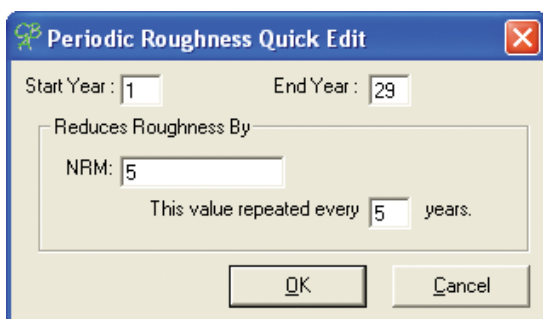 Periodic Roughness Quick Edit
Start Year : 1 End Year : 29
Reduces Roughness By
NRM: 5
This value repeated every 5 years.
OK Cancel